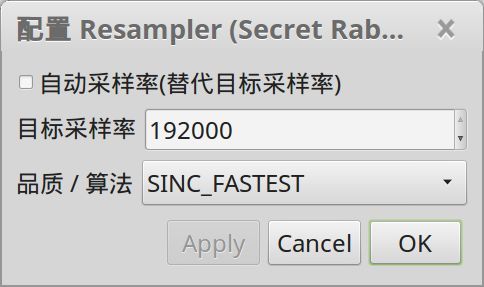 配置 Resampler (Secret Rab...
自动采样率(替代目标采样率)
目标采样率 192000
品质 / 算法 SINC_FASTEST
Apply Cancel OK